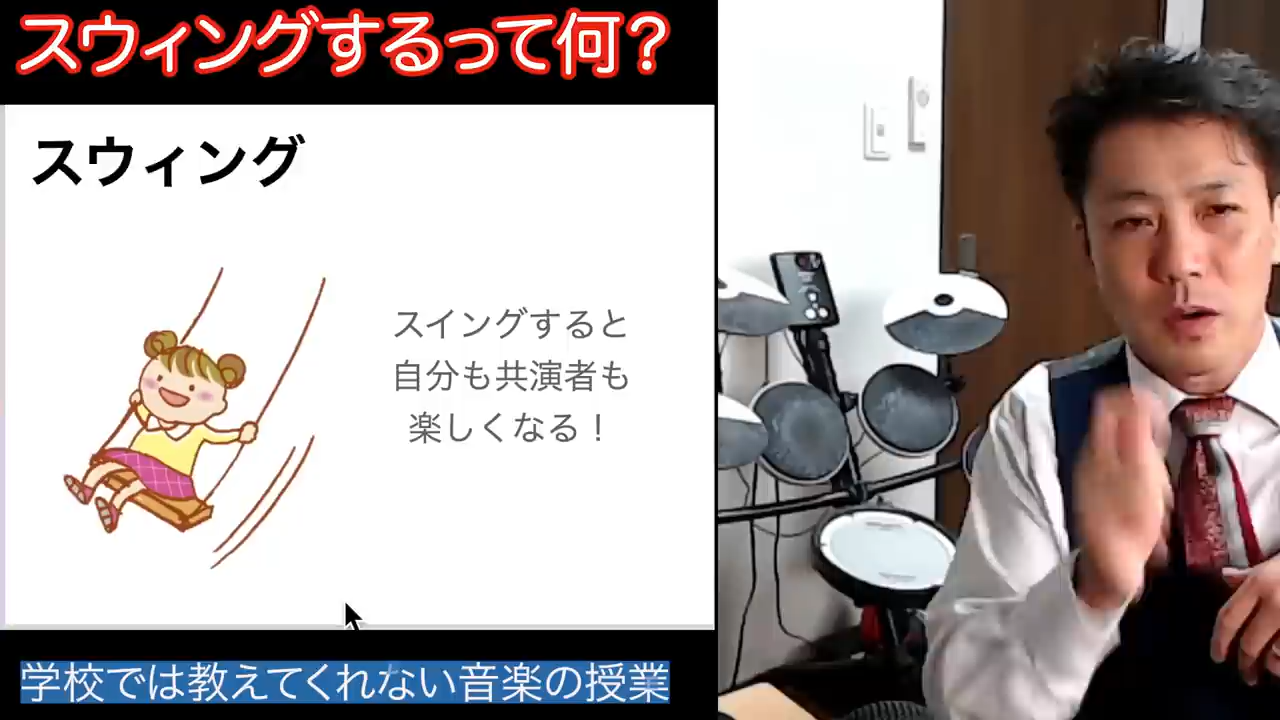 スウィングするって何？
スウィング
スイングすると
自分も共演者も
楽しくなる！
学校では教えてくれない音楽の授業